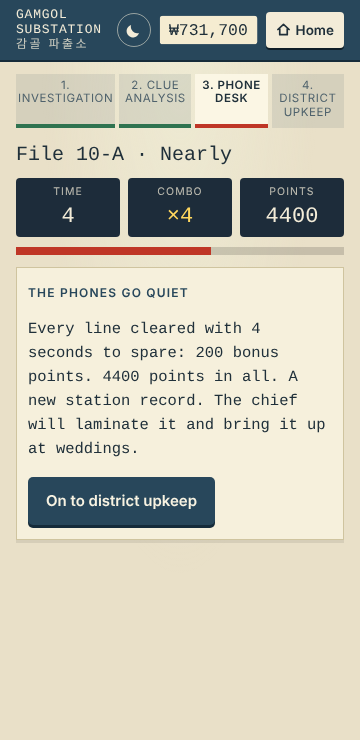 GAMGOL
SUBSTATION
감골 파출소
₩731,700
Home
1.
INVESTIGATION
2. CLUE
ANALYSIS
3. PHONE
DESK
4.
DISTRICT
UPKEEP
File 10-A · Nearly
TIME
4
COMBO
×4
POINTS
4400
THE PHONES GO QUIET
Every line cleared with 4
seconds to spare: 200 bonus
points. 4400 points in all. A
new station record. The chief
will laminate it and bring it up
at weddings.
On to district upkeep